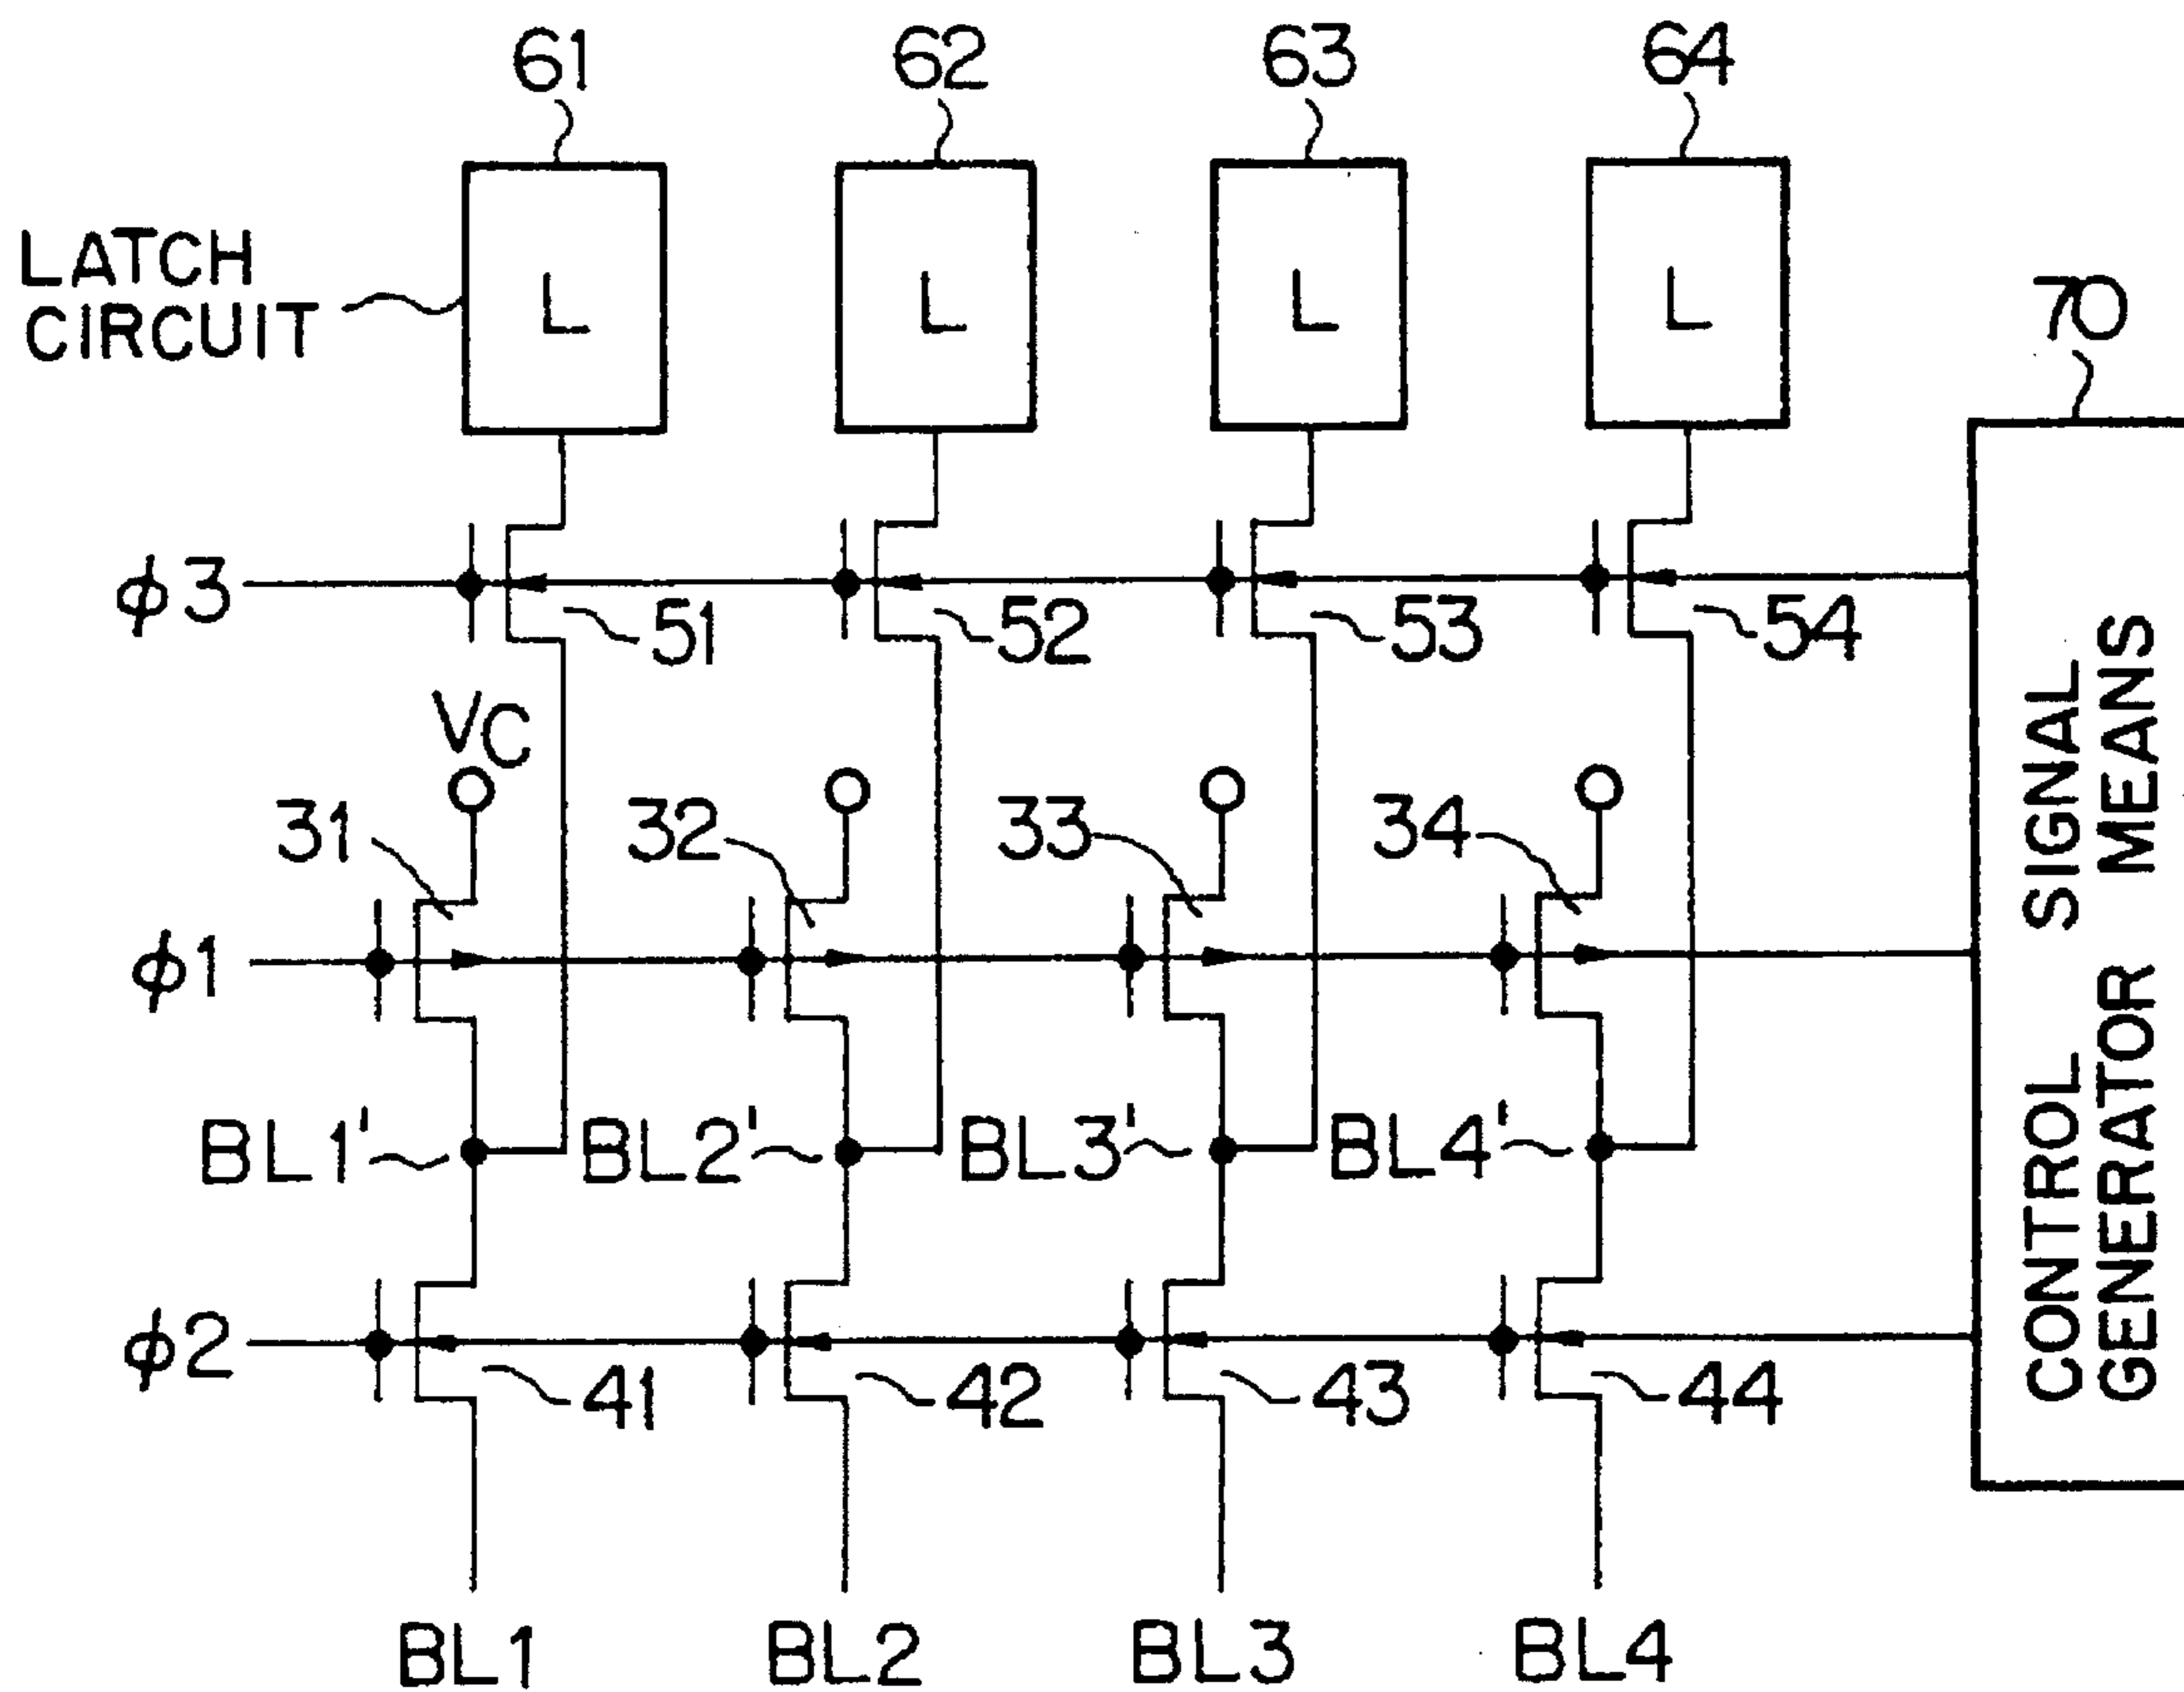 61 62 63 64
LATCH
CIRCUIT
L L L L
70
φ3
51 52 53 54
VC
31 32 33 34
φ1
BL1' BL2' BL3' BL4'
φ2
41 42 43 44
BL1 BL2 BL3 BL4
CONTROL SIGNAL
GENERATOR MEANS